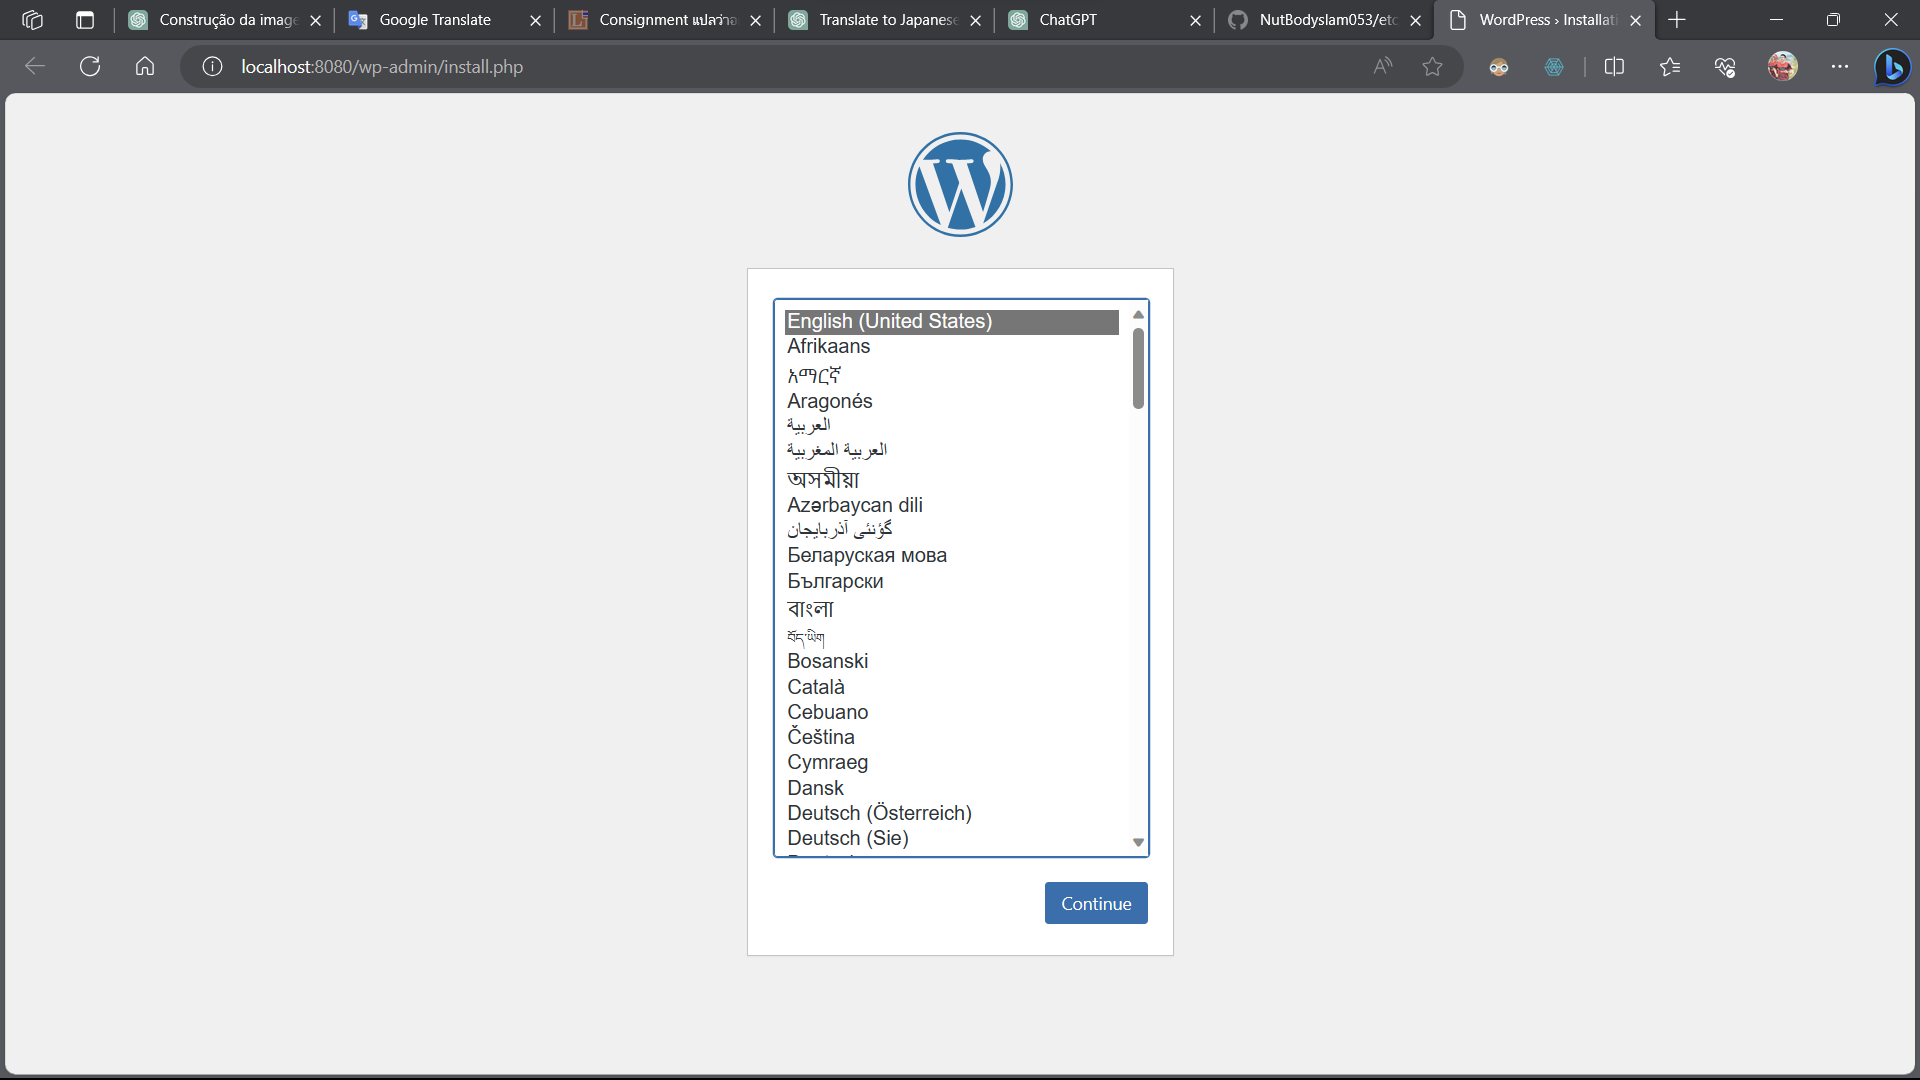 Construção da image
Google Translate
Consignment แปลว่าอ
Translate to Japanese
ChatGPT
NutBodyslam053/etc
WordPress › Installati
localhost:8080/wp-admin/install.php
English (United States)
Afrikaans
አማርኛ
Aragonés
العربية
العربية المغربية
অসমীয়া
Azərbaycan dili
گؤنئی آذربایجان
Беларуская мова
Български
বাংলা
བོད་ཡིག
Bosanski
Català
Cebuano
Čeština
Cymraeg
Dansk
Deutsch (Österreich)
Deutsch (Sie)
Continue